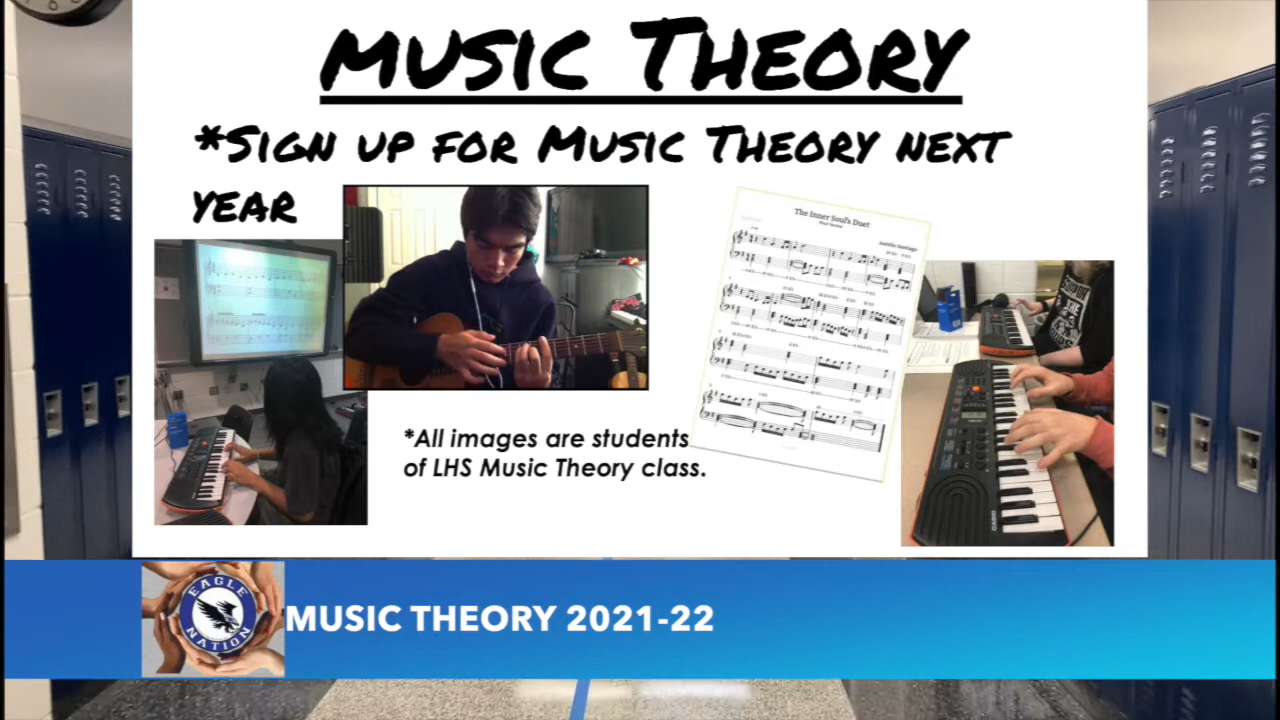 MUSIC THEORY
*SIGN UP FOR MUSIC THEORY NEXT
YEAR
The Inner Soul's Duet
*All images are students
of LHS Music Theory class.
CASIO
EAGLE
NATION
MUSIC THEORY 2021-22